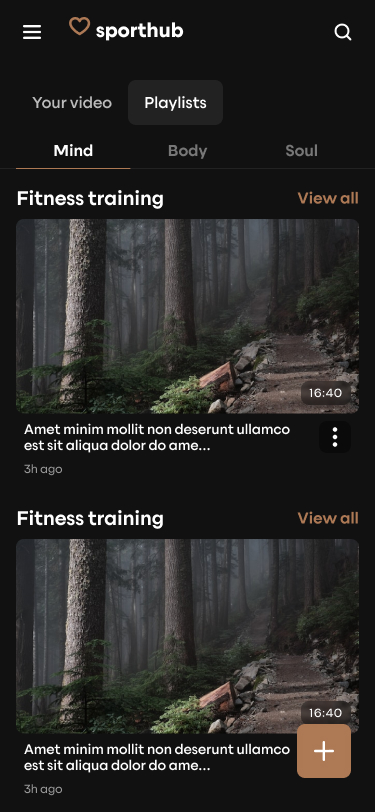 sporthub
Your video
Playlists
Mind
Body
Soul
Fitness training
View all
16:40
Amet minim mollit non deserunt ullamco
est sit aliqua dolor do ame...
3h ago
Fitness training
View all
16:40
Amet minim mollit non deserunt ullamco
est sit aliqua dolor do ame...
3h ago